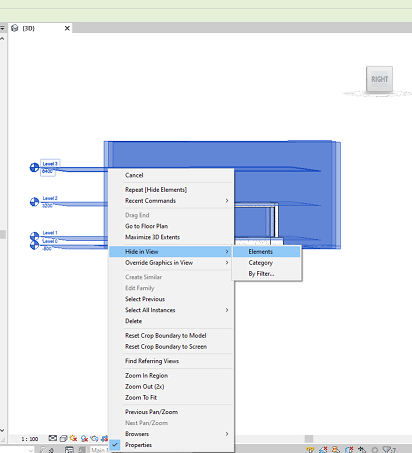 {3D}
RIGHT
Level 3
6400
Level 2
3200
Level 1
Level 0
-800
Cancel
Repeat [Hide Elements]
Recent Commands
Drag End
Go to Floor Plan
Maximize 3D Extents
Hide in View
Elements
Override Graphics in View
Category
By Filter...
Create Similar
Edit Family
Select Previous
Select All Instances
Delete
Reset Crop Boundary to Model
Reset Crop Boundary to Screen
Find Referring Views
Zoom In Region
Zoom Out (2x)
Zoom To Fit
Previous Pan/Zoom
Next Pan/Zoom
Browsers
1 : 100
Properties
Main